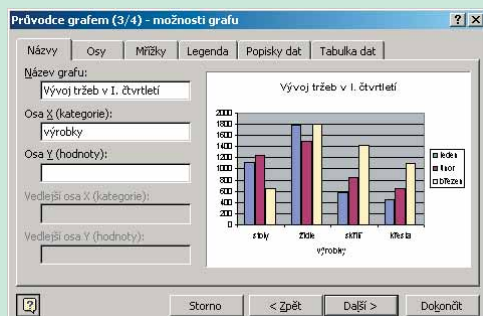 Průvodce grafem (3/4) - možnosti grafu
Názvy
Osy
Mřížky
Legenda
Popisky dat
Tabulka dat
Název grafu:
Vývoj tržeb v I. čtvrtletí
Osa X (kategorie):
výrobky
Osa Y (hodnoty):
Vedlejší osa X (kategorie):
Vedlejší osa Y (hodnoty):
Vývoj tržeb v I. čtvrtletí
2000
1800
1600
1400
1200
1000
800
600
400
200
0
stoly
židle
skříň
křesla
výrobky
leden
únor
březen
Storno
< Zpět
Další >
Dokončit